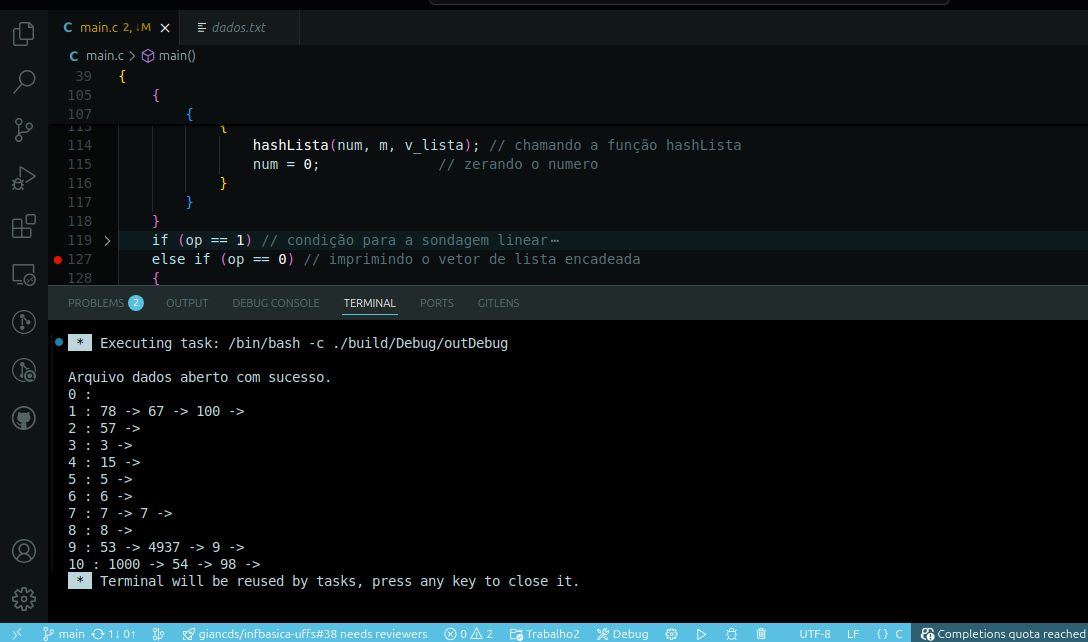 C main.c 2, ↓M × dados.txt
C main.c > main()
39 {
105 {
107 {
113 {
114 hashLista(num, m, v_lista); // chamando a função hashLista
115 num = 0; // zerando o numero
116 }
117 }
118 }
119 > if (op == 1) // condição para a sondagem linear⋯
127 else if (op == 0) // imprimindo o vetor de lista encadeada
128 {
PROBLEMS 2 OUTPUT DEBUG CONSOLE TERMINAL PORTS GITLENS
* Executing task: /bin/bash -c ./build/Debug/outDebug
Arquivo dados aberto com sucesso.
0 :
1 : 78 -> 67 -> 100 ->
2 : 57 ->
3 : 3 ->
4 : 15 ->
5 : 5 ->
6 : 6 ->
7 : 7 -> 7 ->
8 : 8 ->
9 : 53 -> 4937 -> 9 ->
10 : 1000 -> 54 -> 98 ->
* Terminal will be reused by tasks, press any key to close it.
main 1↓ 0↑ giancds/infbasica-uffs#38 needs reviewers 0 2 Trabalho2 Debug UTF-8 LF {} C Completions quota reached